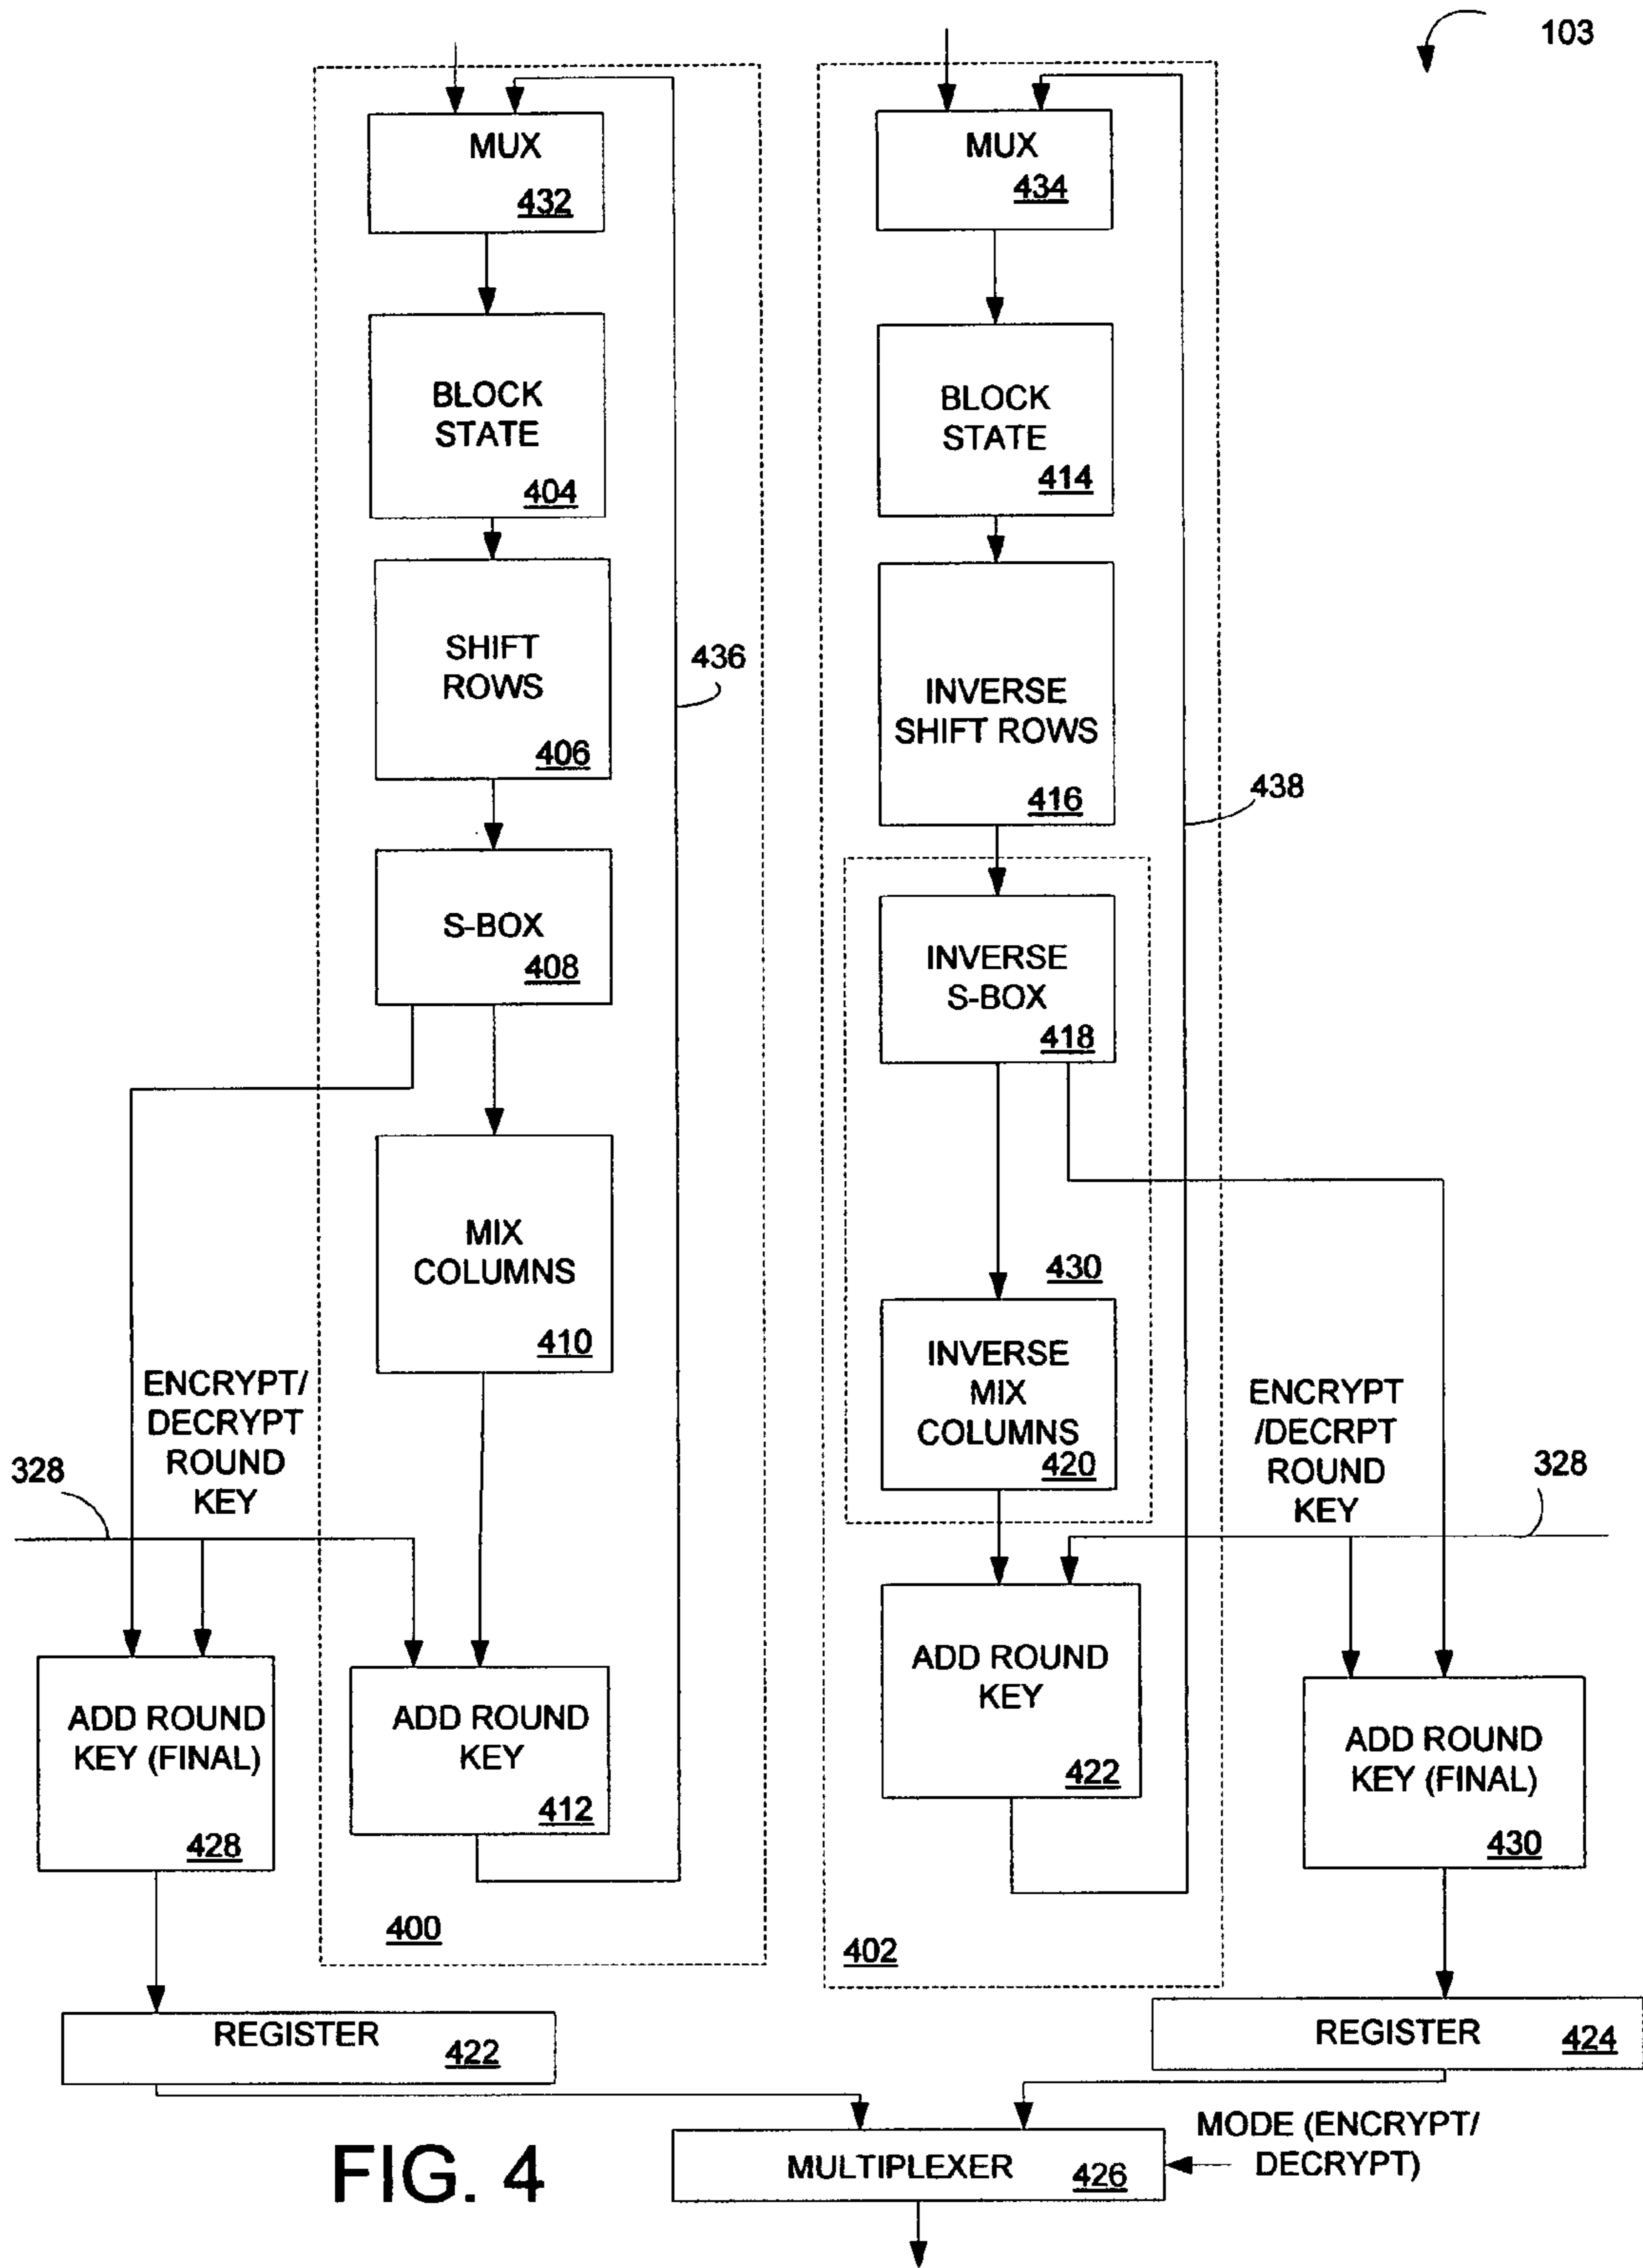 103
MUX
432
MUX
434
BLOCK
STATE
404
BLOCK
STATE
414
SHIFT
ROWS
406
436
INVERSE
SHIFT ROWS
416
438
S-BOX
408
INVERSE
S-BOX
418
MIX
COLUMNS
410
430
INVERSE
MIX
COLUMNS
420
ENCRYPT/
DECRYPT
ROUND
KEY
328
ENCRYPT
/DECRPT
ROUND
KEY
328
ADD ROUND
KEY (FINAL)
428
ADD ROUND
KEY
412
ADD ROUND
KEY
422
ADD ROUND
KEY (FINAL)
430
400
402
REGISTER
422
REGISTER
424
MULTIPLEXER
426
MODE (ENCRYPT/
DECRYPT)
FIG. 4